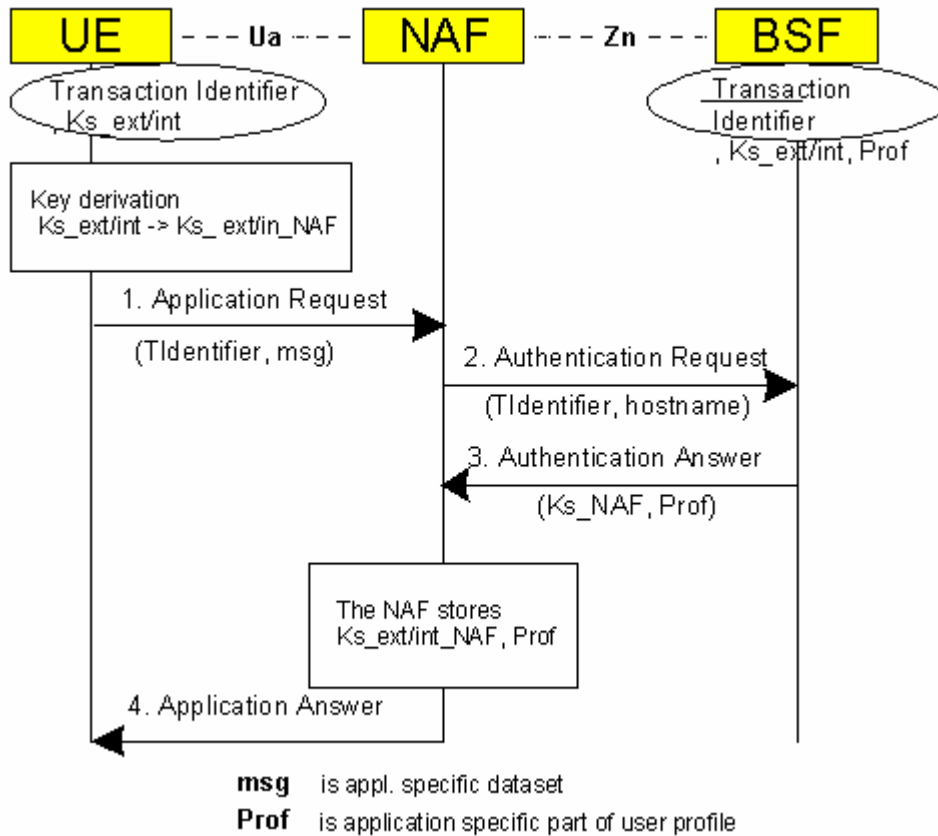 UE --- Ua --- NAF --- Zn --- BSF
Transaction Identifier
, Ks_ext/int
Transaction
Identifier
, Ks_ext/int, Prof
Key derivation
Ks_ext/int -> Ks_ ext/in_NAF
1. Application Request
(TIdentifier, msg)
2. Authentication Request
(TIdentifier, hostname)
3. Authentication Answer
(Ks_NAF, Prof)
The NAF stores
Ks_ext/int_NAF, Prof
4. Application Answer
msg is appl. specific dataset
Prof is application specific part of user profile